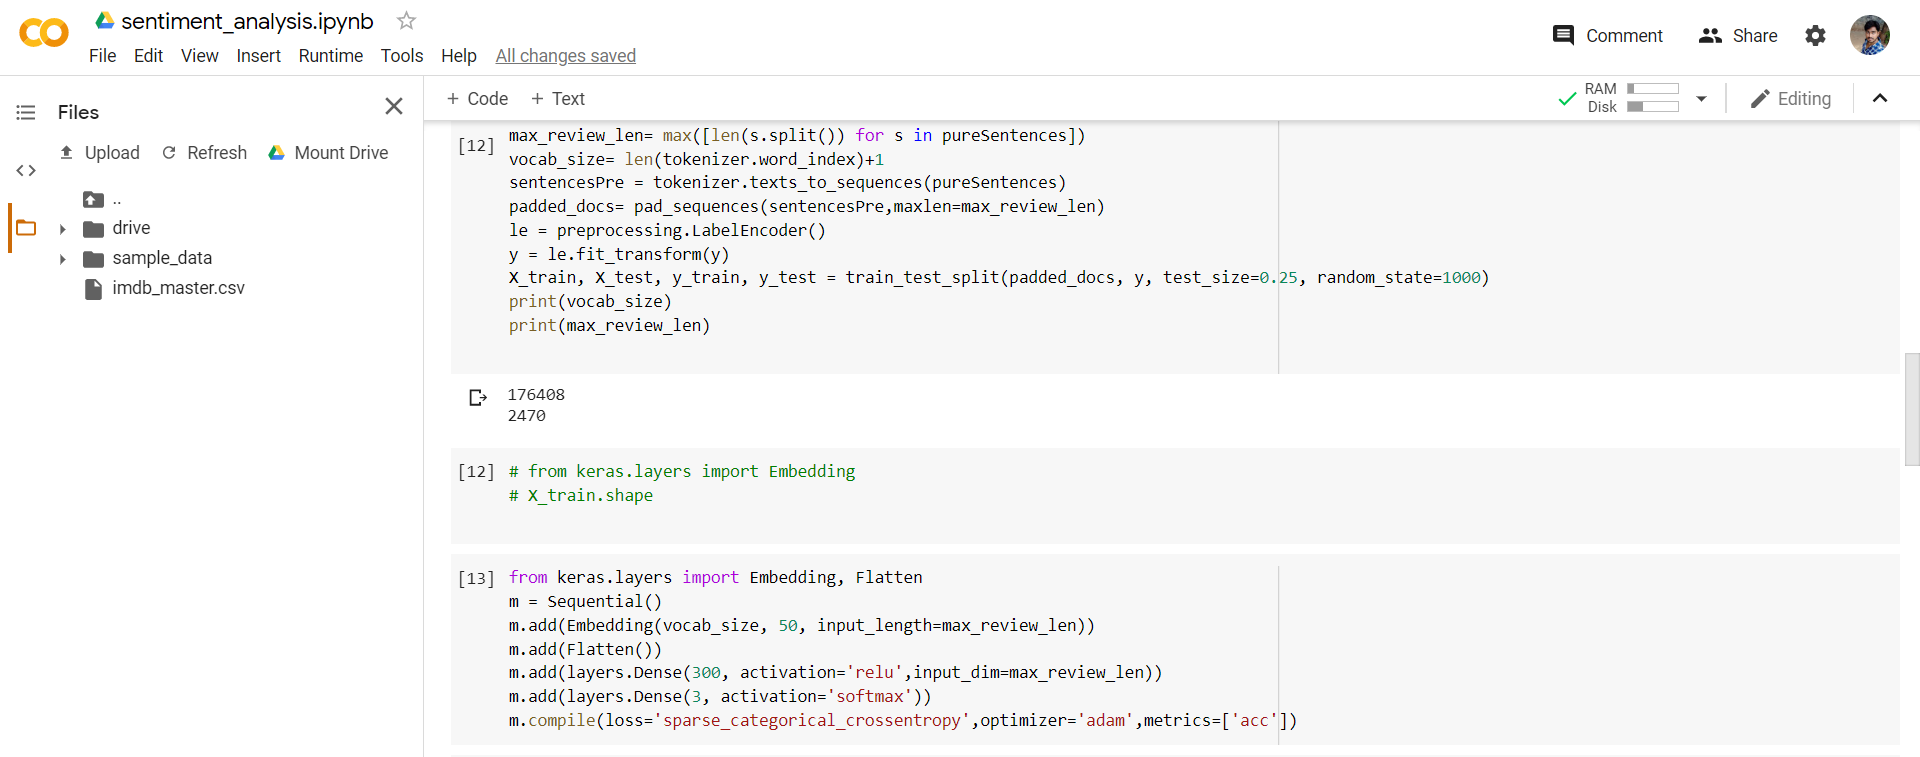 sentiment_analysis.ipynb
File Edit View Insert Runtime Tools Help All changes saved
Comment Share
Files
Upload Refresh Mount Drive
..
drive
sample_data
imdb_master.csv
+ Code + Text
RAM
Disk
Editing
[12]
max_review_len= max([len(s.split()) for s in pureSentences])
vocab_size= len(tokenizer.word_index)+1
sentencesPre = tokenizer.texts_to_sequences(pureSentences)
padded_docs= pad_sequences(sentencesPre,maxlen=max_review_len)
le = preprocessing.LabelEncoder()
y = le.fit_transform(y)
X_train, X_test, y_train, y_test = train_test_split(padded_docs, y, test_size=0.25, random_state=1000)
print(vocab_size)
print(max_review_len)
176408
2470
[12] # from keras.layers import Embedding
# X_train.shape
[13] from keras.layers import Embedding, Flatten
m = Sequential()
m.add(Embedding(vocab_size, 50, input_length=max_review_len))
m.add(Flatten())
m.add(layers.Dense(300, activation='relu',input_dim=max_review_len))
m.add(layers.Dense(3, activation='softmax'))
m.compile(loss='sparse_categorical_crossentropy',optimizer='adam',metrics=['acc'])